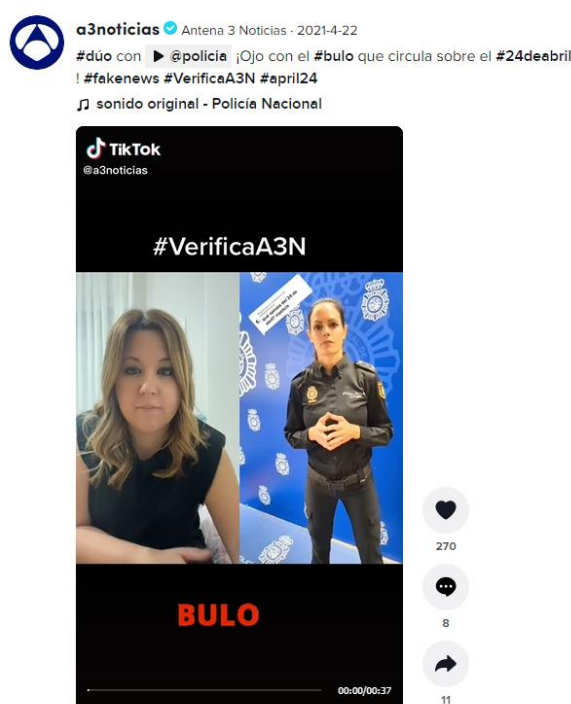 a3noticias Antena 3 Noticias · 2021-4-22
#dúo con ▶ @policia ¡Ojo con el #bulo que circula sobre el #24deabril
! #fakenews #VerificaA3N #april24
♫ sonido original - Policía Nacional
TikTok
@a3noticias
#VerificaA3N
BULO
00:00/00:37
270
8
11